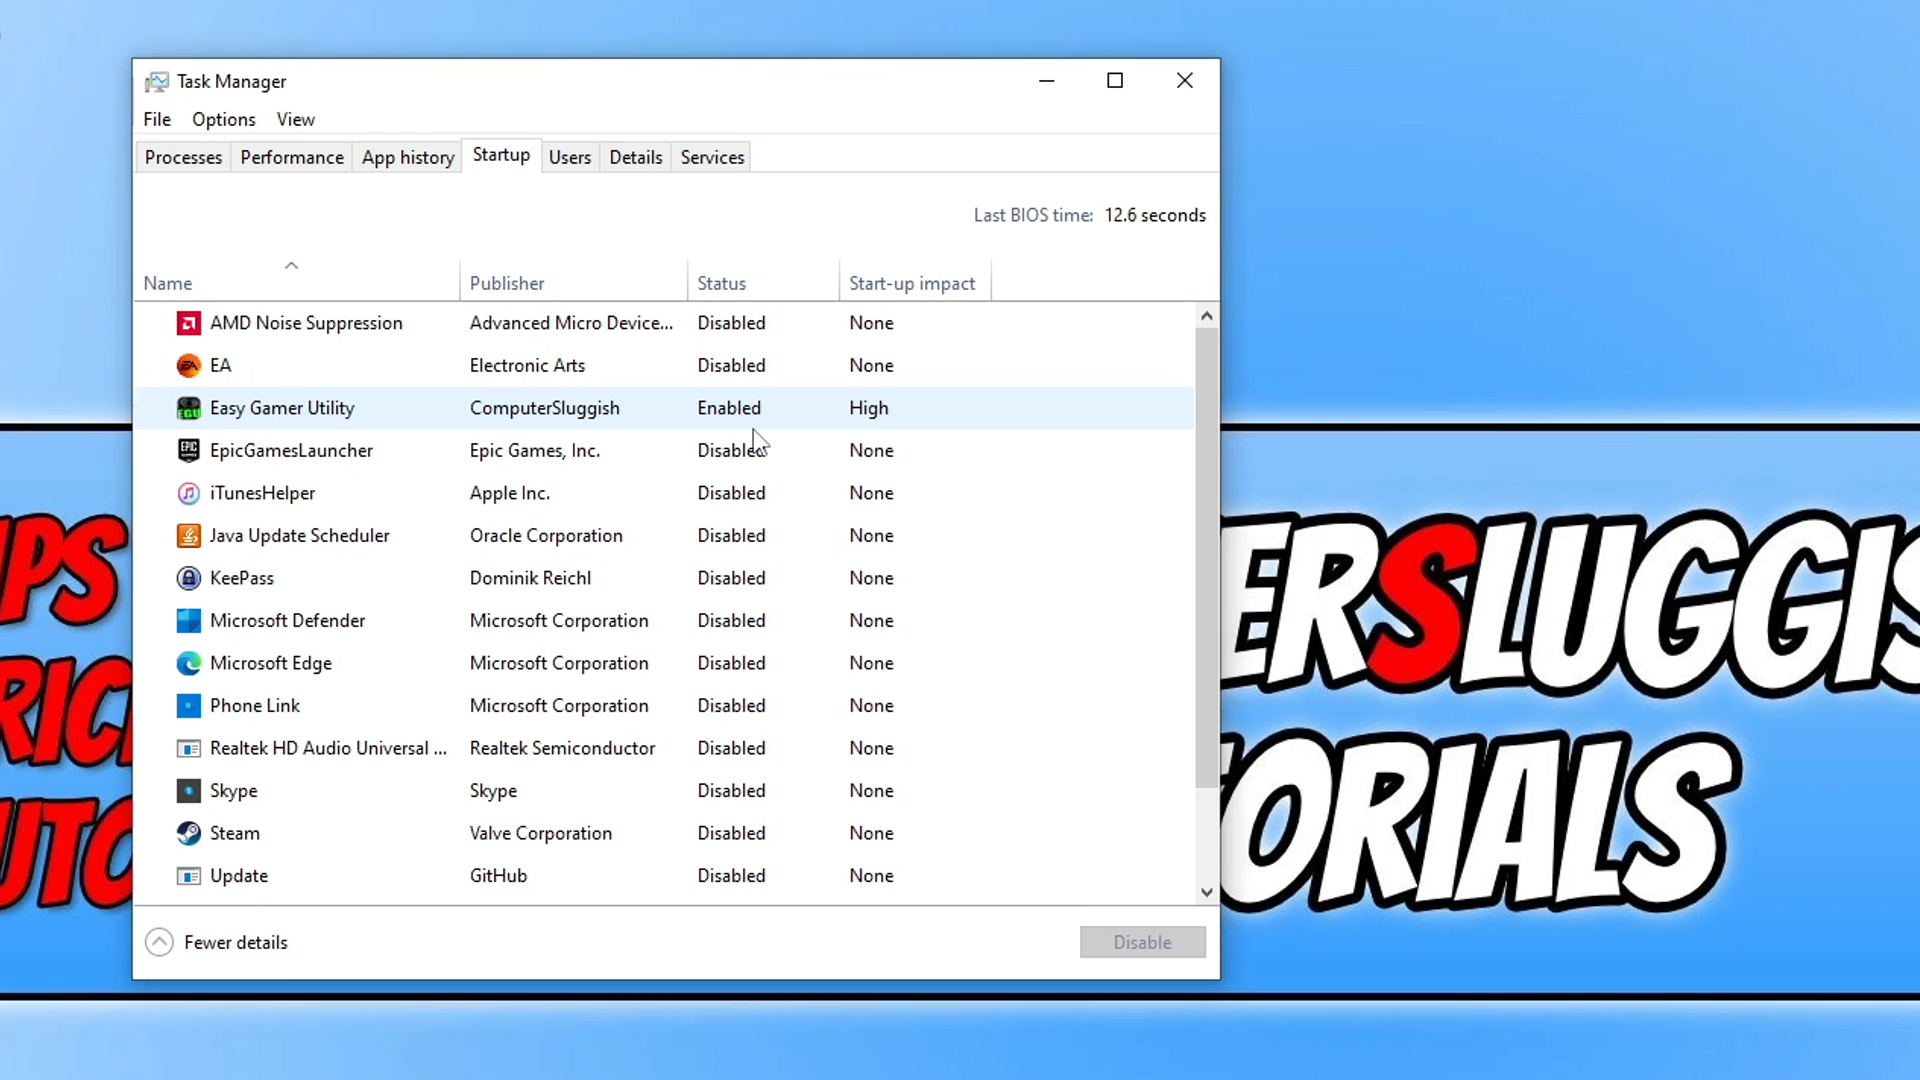 Task Manager
File Options View
Processes Performance App history Startup Users Details Services
Last BIOS time: 12.6 seconds
Name Publisher Status Start-up impact
AMD Noise Suppression Advanced Micro Device... Disabled None
EA Electronic Arts Disabled None
Easy Gamer Utility ComputerSluggish Enabled High
EpicGamesLauncher Epic Games, Inc. Disabled None
iTunesHelper Apple Inc. Disabled None
Java Update Scheduler Oracle Corporation Disabled None
KeePass Dominik Reichl Disabled None
Microsoft Defender Microsoft Corporation Disabled None
Microsoft Edge Microsoft Corporation Disabled None
Phone Link Microsoft Corporation Disabled None
Realtek HD Audio Universal ... Realtek Semiconductor Disabled None
Skype Skype Disabled None
Steam Valve Corporation Disabled None
Update GitHub Disabled None
Fewer details Disable
IPS
RIC
UTO
ERSLUGGIS
ORIALS